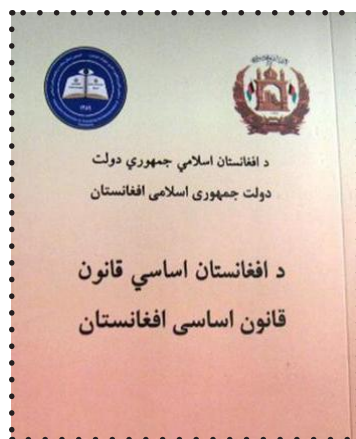 د افغانستان اسلامي جمهوري دولت
دولت جمهوری اسلامی افغانستان
د افغانستان اساسي قانون
قانون اساسی افغانستان